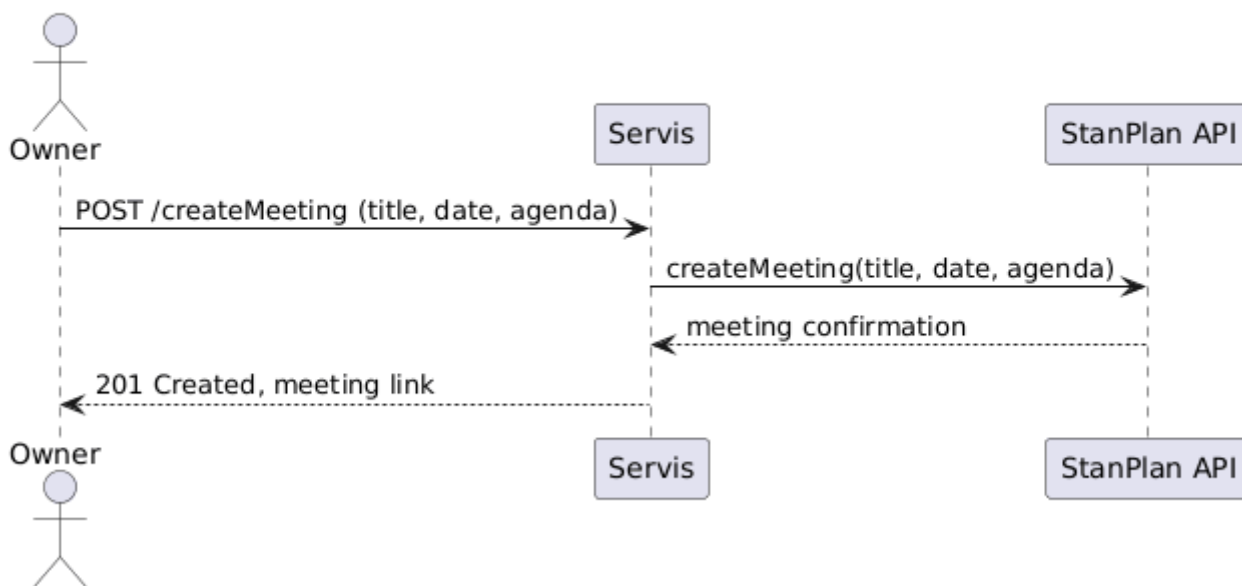 Owner
Servis
StanPlan API
POST /createMeeting (title, date, agenda)
createMeeting(title, date, agenda)
meeting confirmation
201 Created, meeting link
Owner
Servis
StanPlan API